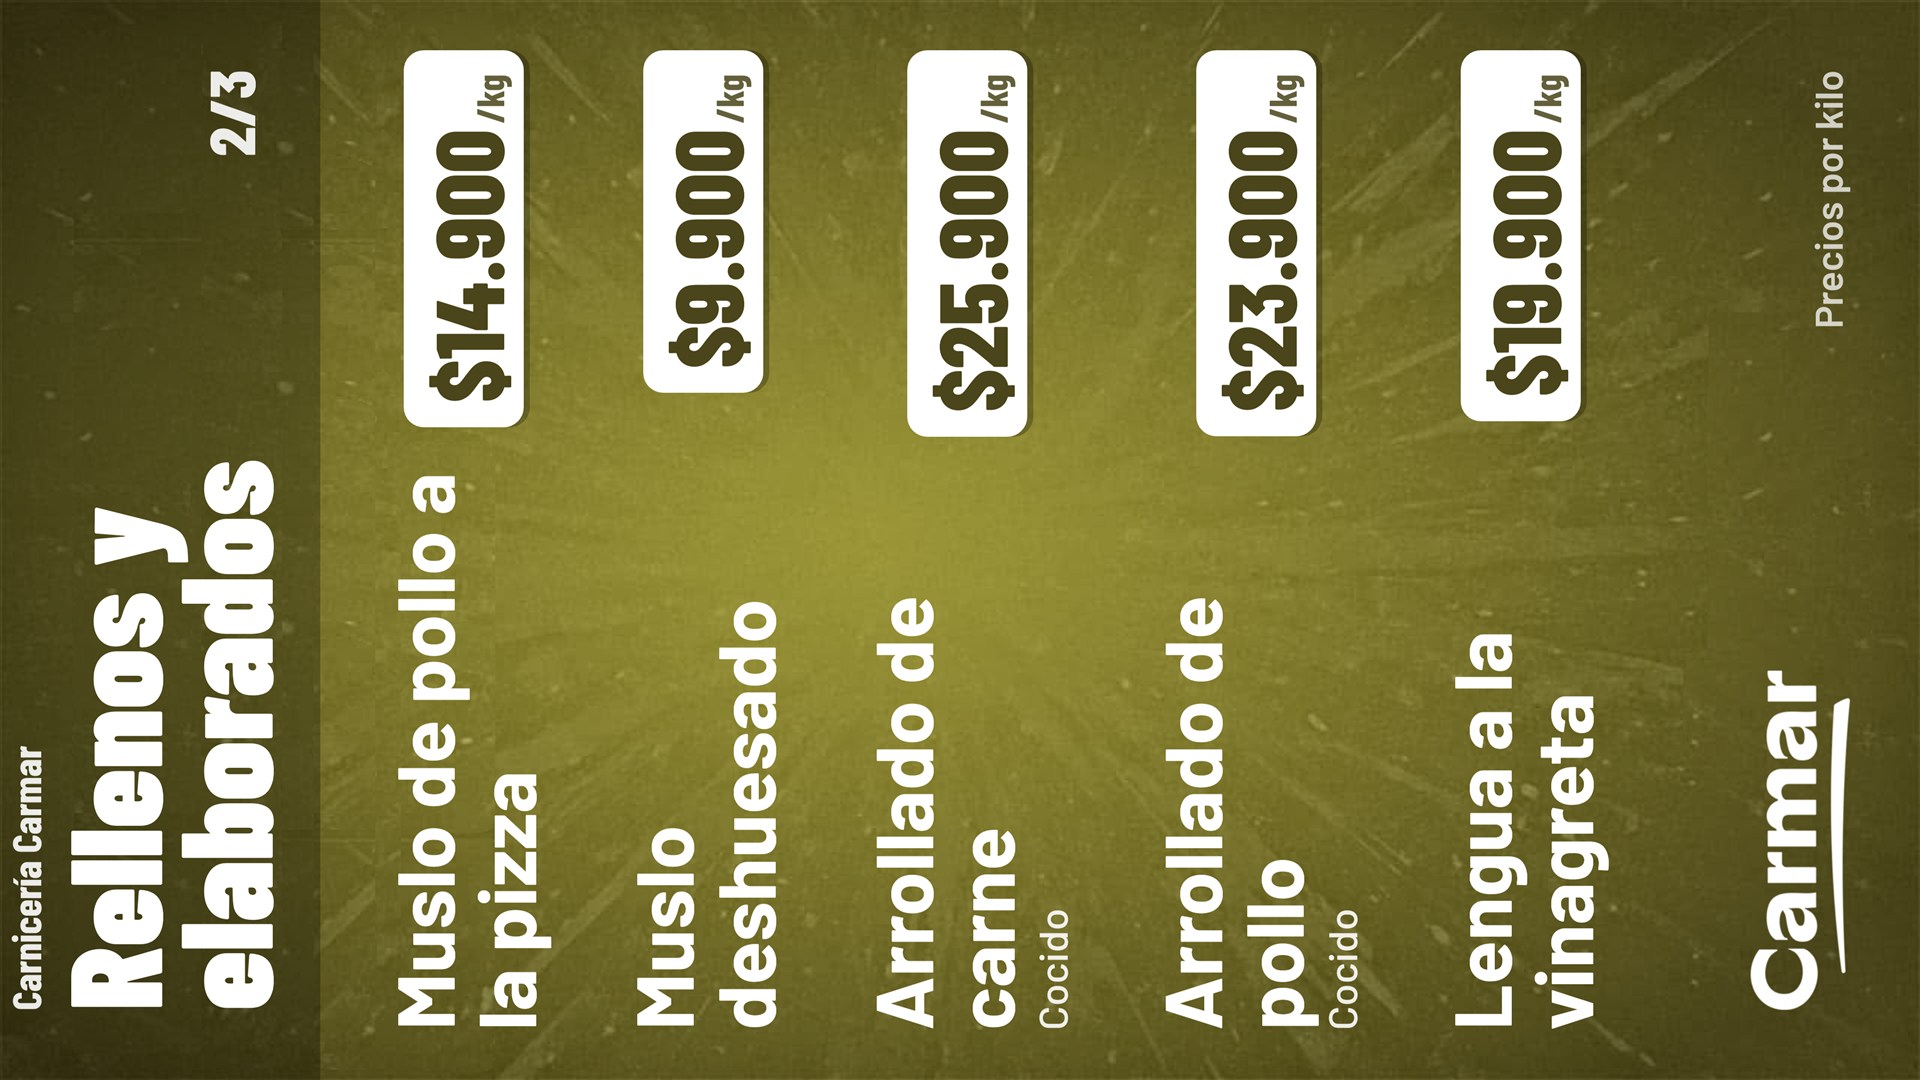 Carnicería Carmar
Rellenos y
elaborados
2/3
Muslo de pollo a
la pizza
$14.900/kg
Muslo
deshuesado
$9.900/kg
Arrollado de
carne
Cocido
$25.900/kg
Arrollado de
pollo
Cocido
$23.900/kg
Lengua a la
vinagreta
$19.900/kg
Carmar
Precios por kilo